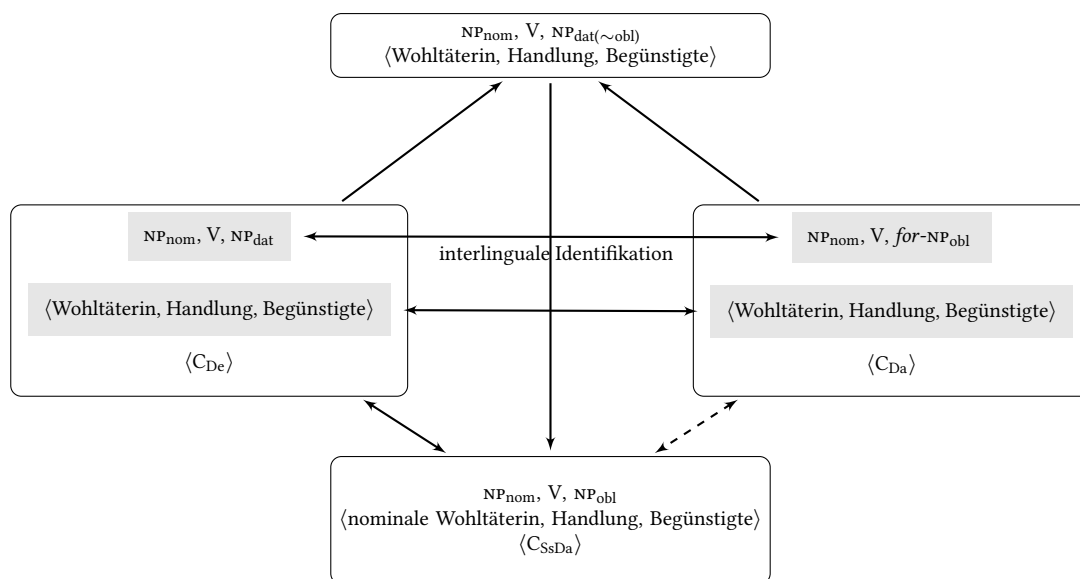 NPnom, V, NPdat(∼obl)
⟨Wohltäterin, Handlung, Begünstigte⟩
NPnom, V, NPdat
⟨Wohltäterin, Handlung, Begünstigte⟩
⟨CDe⟩
interlinguale Identifikation
NPnom, V, for-NPobl
⟨Wohltäterin, Handlung, Begünstigte⟩
⟨CDa⟩
NPnom, V, NPobl
⟨nominale Wohltäterin, Handlung, Begünstigte⟩
⟨CSsDa⟩